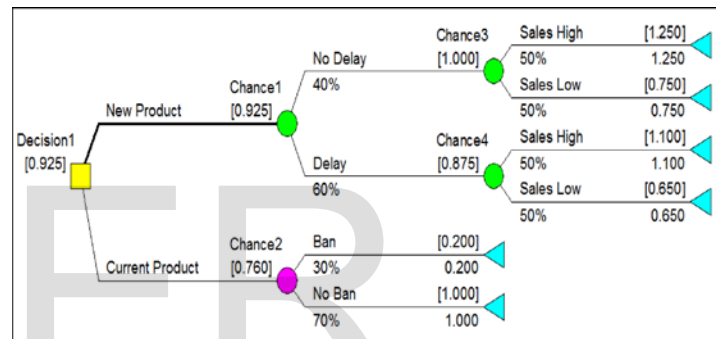 Chance3
Sales High [1.250]
No Delay [1.000]
50% 1.250
Chance1
40%
Sales Low [0.750]
New Product [0.925]
50% 0.750
Decision1
Chance4
Sales High [1.100]
[0.925]
Delay [0.875]
50% 1.100
60%
Sales Low [0.650]
50% 0.650
Chance2
Ban [0.200]
Current Product [0.760]
30% 0.200
No Ban [1.000]
70% 1.000